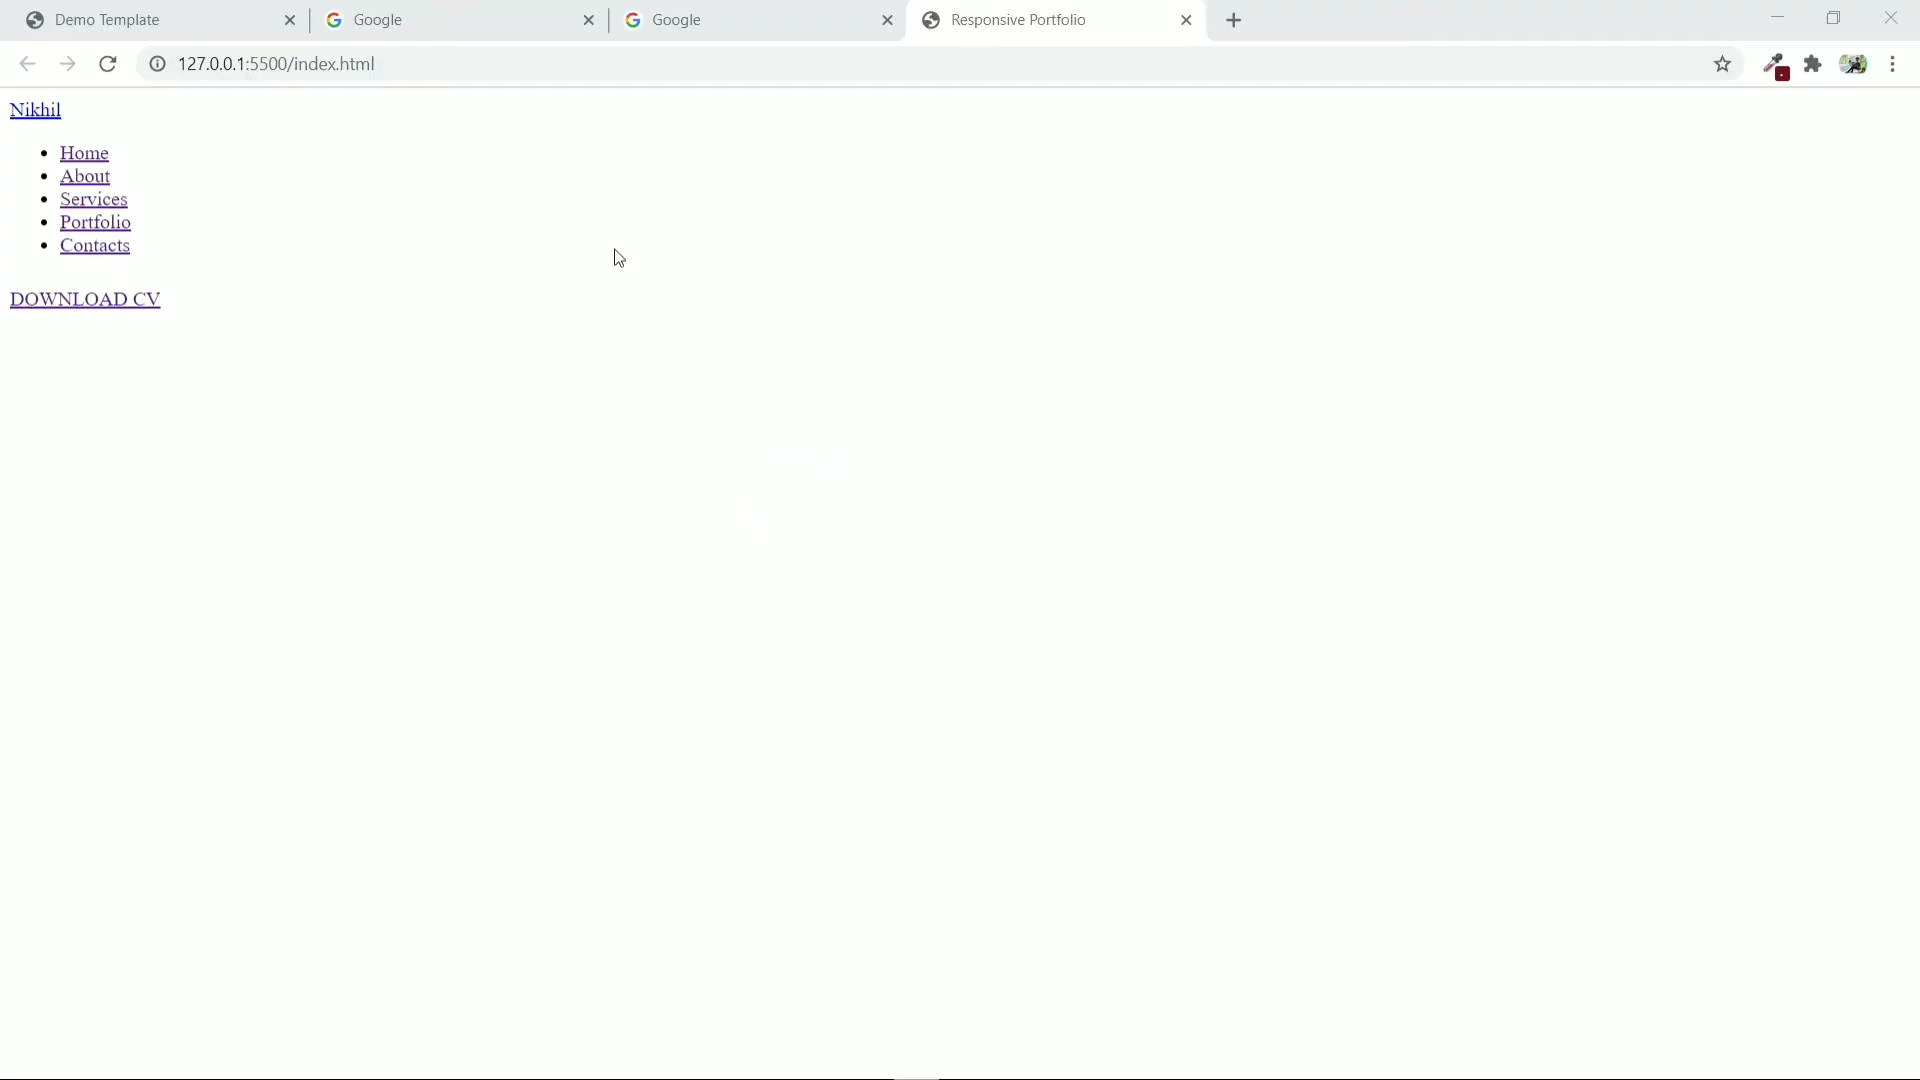 Demo Template
Google
Google
Responsive Portfolio
127.0.0.1:5500/index.html
Nikhil
Home
About
Services
Portfolio
Contacts
DOWNLOAD CV